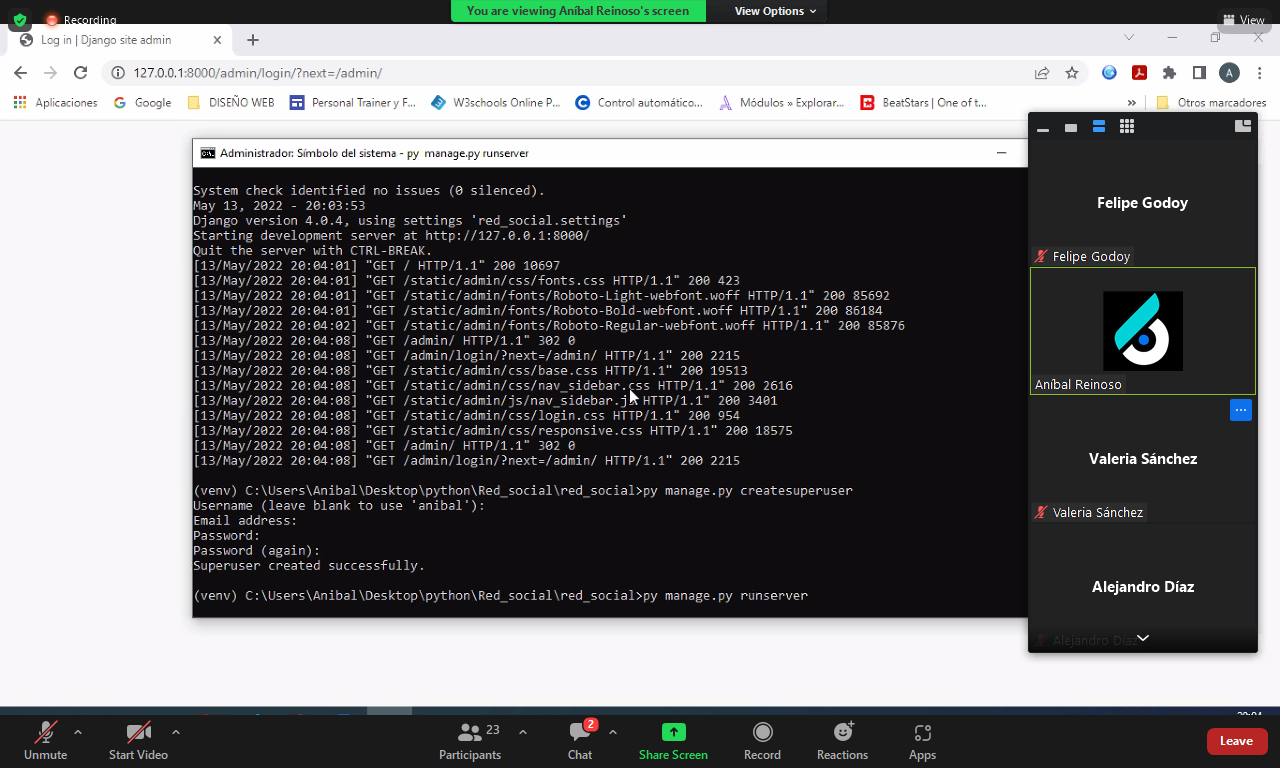 Recording
You are viewing Aníbal Reinoso's screen
View Options
View
Log in | Django site admin
127.0.0.1:8000/admin/login/?next=/admin/
Aplicaciones
Google
DISEÑO WEB
Personal Trainer y F...
W3schools Online P...
Control automático...
Módulos » Explorar...
BeatStars | One of t...
»
Otros marcadores
Administrador: Símbolo del sistema - py manage.py runserver
System check identified no issues (0 silenced).
May 13, 2022 - 20:03:53
Django version 4.0.4, using settings 'red_social.settings'
Starting development server at http://127.0.0.1:8000/
Quit the server with CTRL-BREAK.
[13/May/2022 20:04:01] "GET / HTTP/1.1" 200 10697
[13/May/2022 20:04:01] "GET /static/admin/css/fonts.css HTTP/1.1" 200 423
[13/May/2022 20:04:01] "GET /static/admin/fonts/Roboto-Light-webfont.woff HTTP/1.1" 200 85692
[13/May/2022 20:04:01] "GET /static/admin/fonts/Roboto-Bold-webfont.woff HTTP/1.1" 200 86184
[13/May/2022 20:04:02] "GET /static/admin/fonts/Roboto-Regular-webfont.woff HTTP/1.1" 200 85876
[13/May/2022 20:04:08] "GET /admin/ HTTP/1.1" 302 0
[13/May/2022 20:04:08] "GET /admin/login/?next=/admin/ HTTP/1.1" 200 2215
[13/May/2022 20:04:08] "GET /static/admin/css/base.css HTTP/1.1" 200 19513
[13/May/2022 20:04:08] "GET /static/admin/css/nav_sidebar.css HTTP/1.1" 200 2616
[13/May/2022 20:04:08] "GET /static/admin/js/nav_sidebar.js HTTP/1.1" 200 3401
[13/May/2022 20:04:08] "GET /static/admin/css/login.css HTTP/1.1" 200 954
[13/May/2022 20:04:08] "GET /static/admin/css/responsive.css HTTP/1.1" 200 18575
[13/May/2022 20:04:08] "GET /admin/ HTTP/1.1" 302 0
[13/May/2022 20:04:08] "GET /admin/login/?next=/admin/ HTTP/1.1" 200 2215
(venv) C:\Users\Anibal\Desktop\python\Red_social\red_social>py manage.py createsuperuser
Username (leave blank to use 'anibal'):
Email address:
Password:
Password (again):
Superuser created successfully.
(venv) C:\Users\Anibal\Desktop\python\Red_social\red_social>py manage.py runserver
Felipe Godoy
Felipe Godoy
Aníbal Reinoso
Valeria Sánchez
Valeria Sánchez
Alejandro Díaz
Alejandro Díaz
A
Unmute
Start Video
Participants
23
Chat
2
Share Screen
Record
Reactions
Apps
Leave